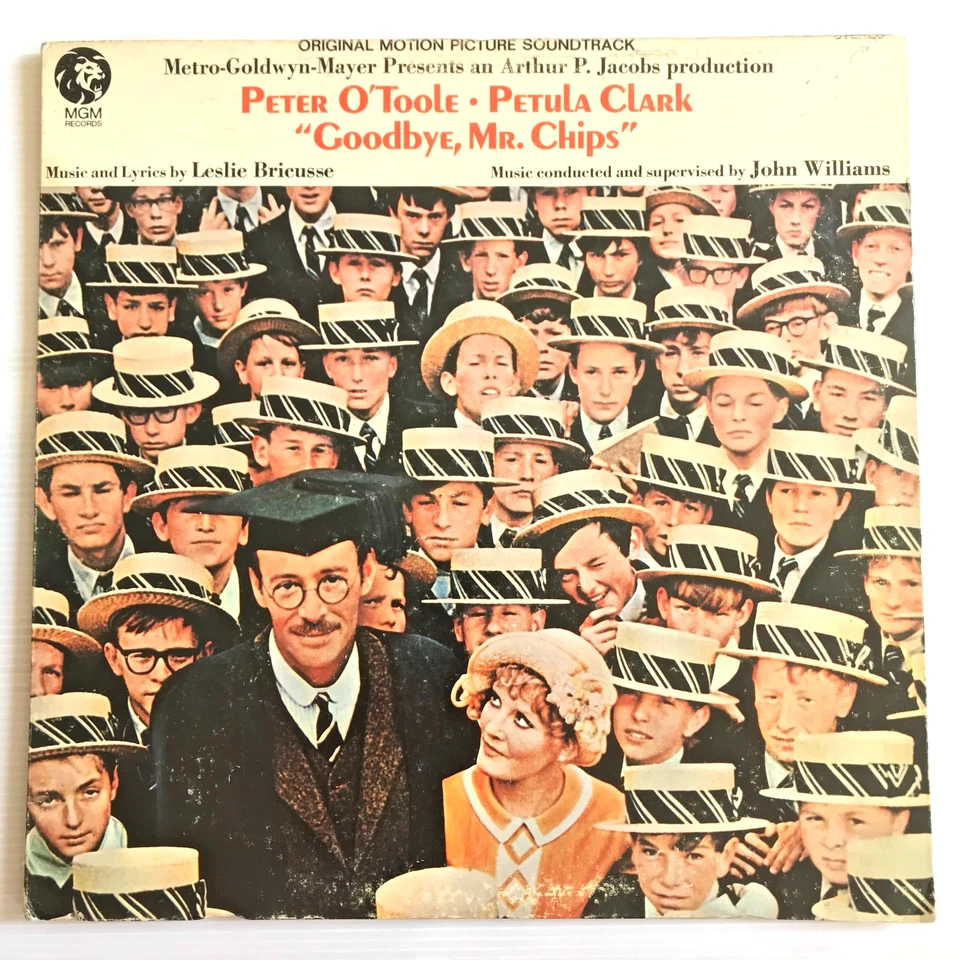 STEREO
ORIGINAL MOTION PICTURE SOUNDTRACK
Metro-Goldwyn-Mayer Presents an Arthur P. Jacobs production
PETER O'TOOLE • PETULA CLARK
“GOODBYE, MR. CHIPS”
MGM
RECORDS
Music and Lyrics by Leslie Bricusse
Music conducted and supervised by John Williams